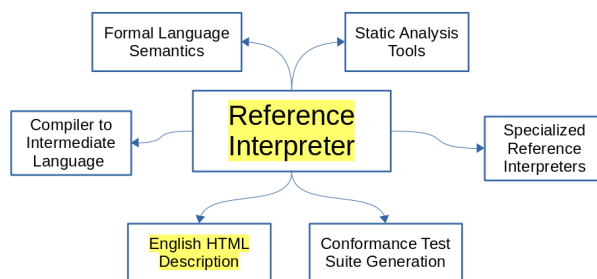 Formal Language
Semantics
Static Analysis
Tools
Compiler to
Intermediate
Language
Reference
Interpreter
Specialized
Reference
Interpreters
English HTML
Description
Conformance Test
Suite Generation